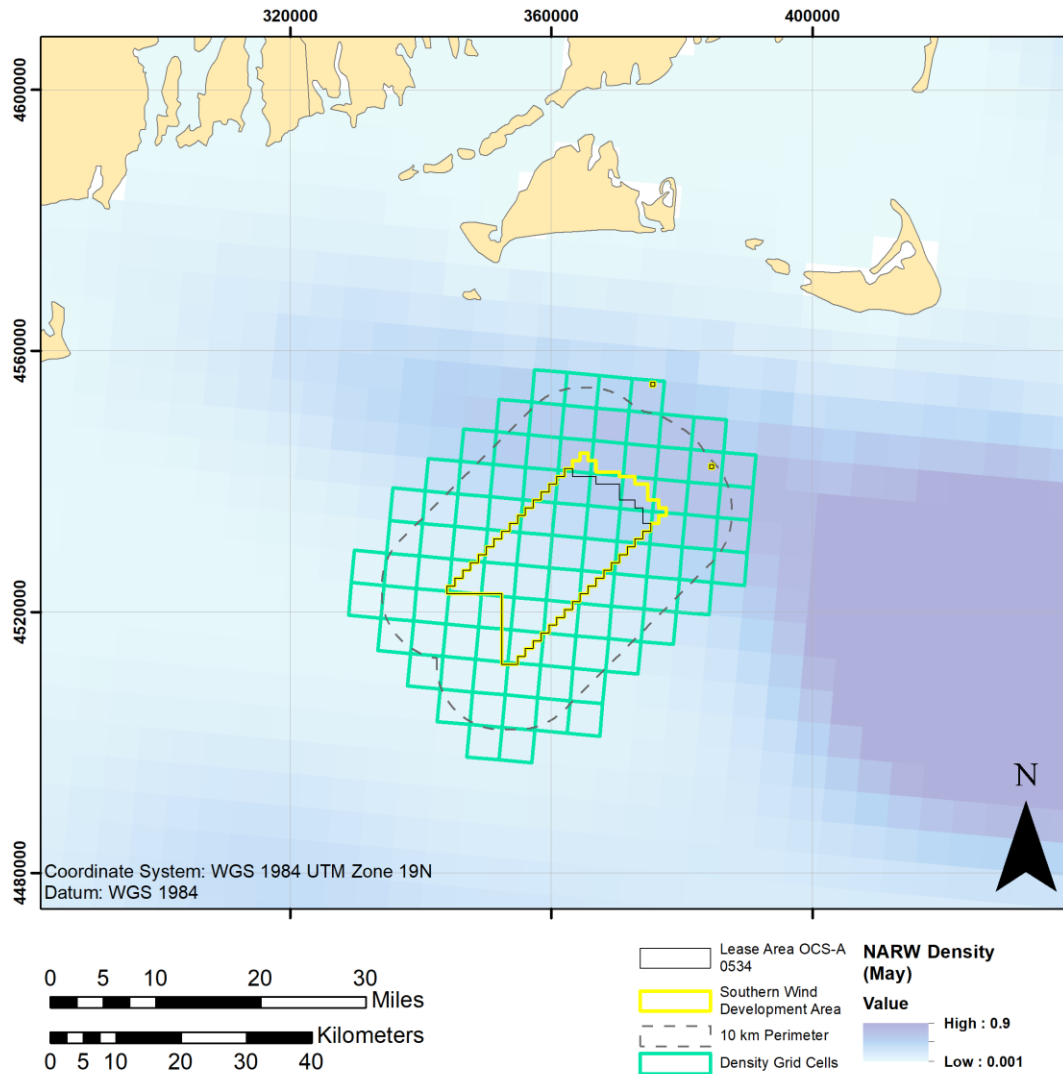 320000 360000 400000
4600000
4560000
4520000
4480000
N
Coordinate System: WGS 1984 UTM Zone 19N
Datum: WGS 1984
0 5 10 20 30
Miles
Kilometers
0 5 10 20 30 40
Lease Area OCS-A
0534
Southern Wind
Development Area
10 km Perimeter
Density Grid Cells
NARW Density
(May)
Value
High : 0.9
Low : 0.001